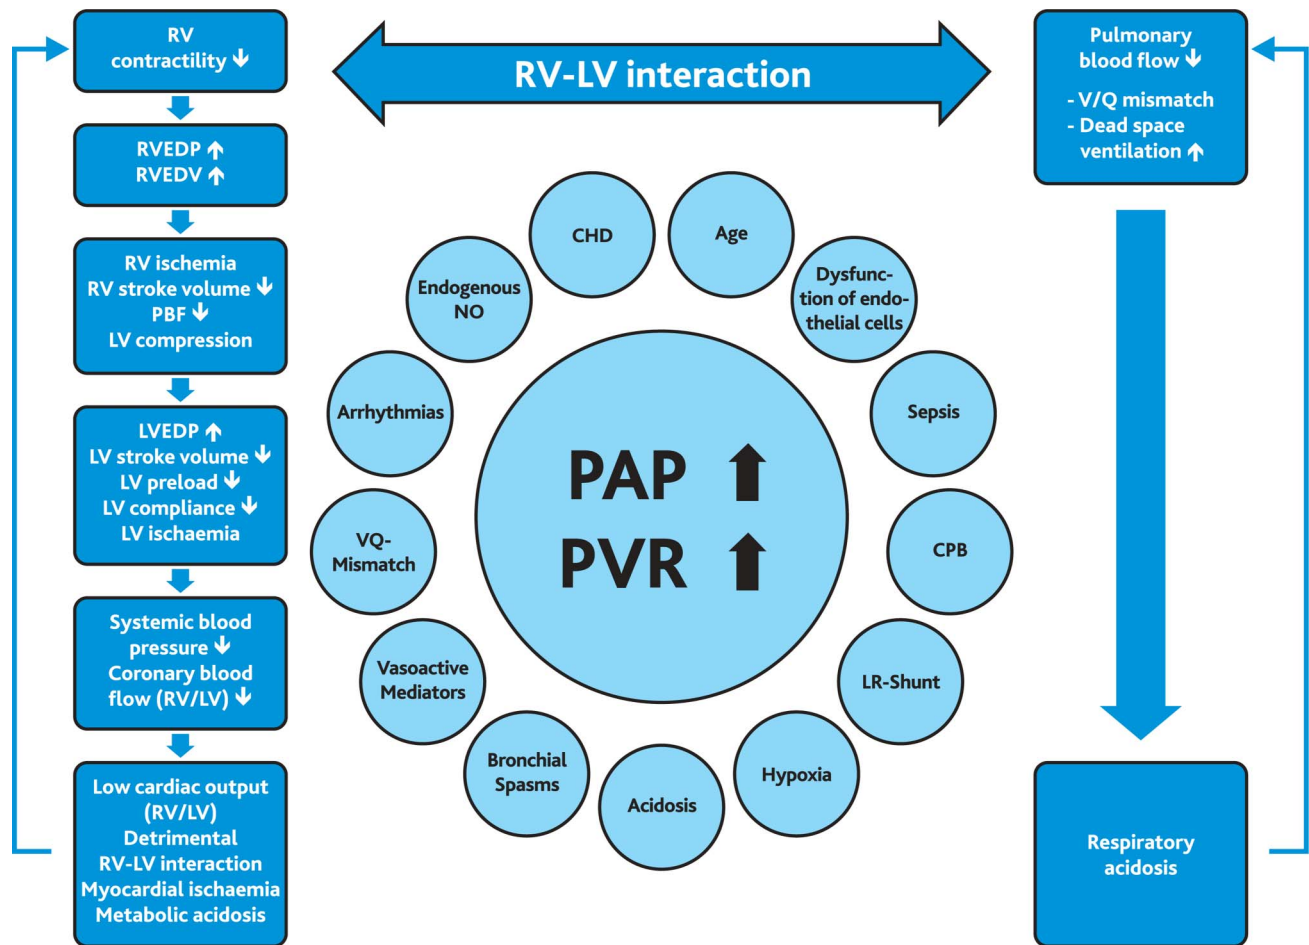 RV
contractility ↓
RVEDP ↑
RVEDV ↑
RV ischemia
RV stroke volume ↓
PBF ↓
LV compression
LVEDP ↑
LV stroke volume ↓
LV preload ↓
LV compliance ↓
LV ischaemia
Systemic blood
pressure ↓
Coronary blood
flow (RV/LV) ↓
Low cardiac output
(RV/LV)
Detrimental
RV-LV interaction
Myocardial ischaemia
Metabolic acidosis
RV-LV interaction
CHD
Age
Dysfunc-
tion of endo-
thelial cells
Sepsis
CPB
LR-Shunt
Hypoxia
Acidosis
Bronchial
Spasms
Vasoactive
Mediators
VQ-
Mismatch
Arrhythmias
Endogenous
NO
PAP ↑
PVR ↑
Pulmonary
blood flow ↓
- V/Q mismatch
- Dead space
ventilation ↑
Respiratory
acidosis